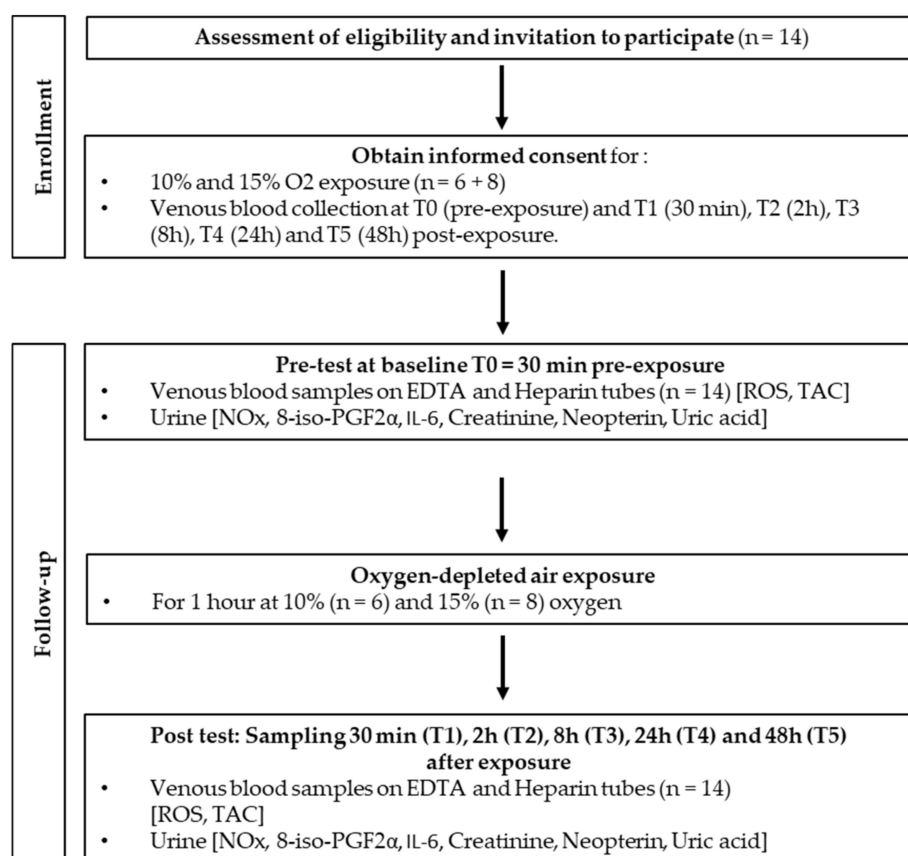 Enrollment
Assessment of eligibility and invitation to participate (n = 14)
Obtain informed consent for :
• 10% and 15% O2 exposure (n = 6 + 8)
• Venous blood collection at T0 (pre-exposure) and T1 (30 min), T2 (2h), T3
(8h), T4 (24h) and T5 (48h) post-exposure.
Follow-up
Pre-test at baseline T0 = 30 min pre-exposure
• Venous blood samples on EDTA and Heparin tubes (n = 14) [ROS, TAC]
• Urine [NOx, 8-iso-PGF2α, IL-6, Creatinine, Neopterin, Uric acid]
Oxygen-depleted air exposure
• For 1 hour at 10% (n = 6) and 15% (n = 8) oxygen
Post test: Sampling 30 min (T1), 2h (T2), 8h (T3), 24h (T4) and 48h (T5)
after exposure
• Venous blood samples on EDTA and Heparin tubes (n = 14)
[ROS, TAC]
• Urine [NOx, 8-iso-PGF2α, IL-6, Creatinine, Neopterin, Uric acid]